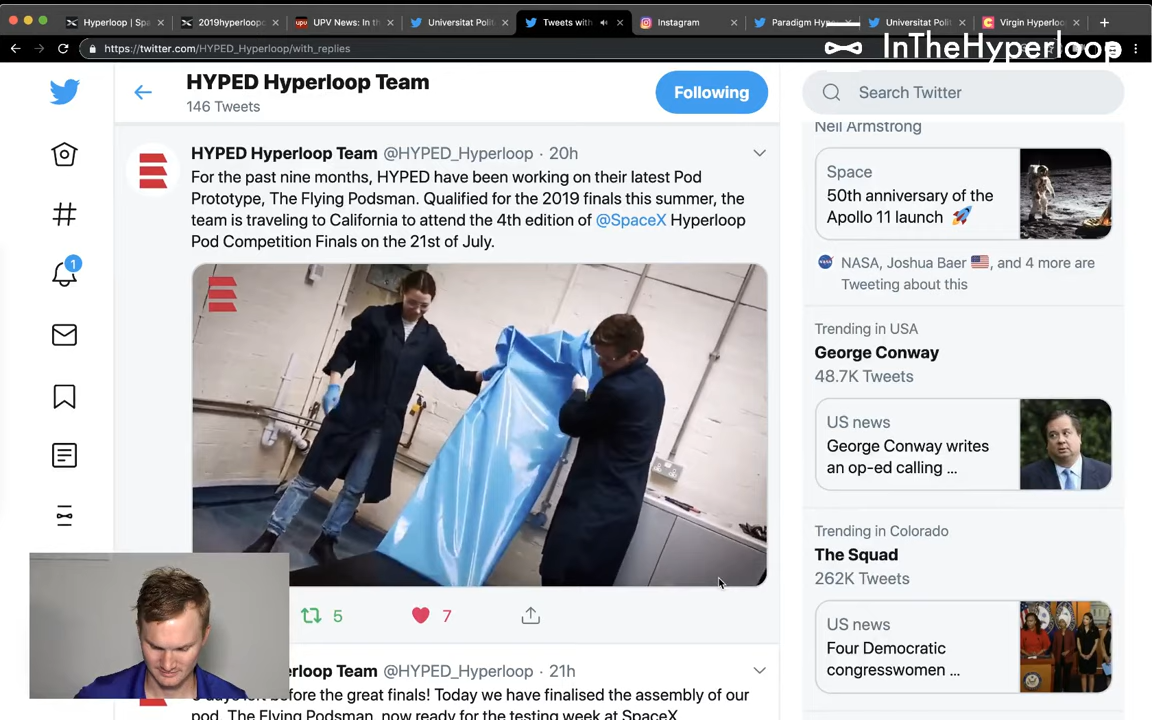 Hyperloop | Spa
2019hyperloopc
UPV News: In th
Universitat Poli
Tweets with
Instagram
Paradigm Hype
Universitat Poli
Virgin Hyperloo
https://twitter.com/HYPED_Hyperloop/with_replies
InTheHyperloop
HYPED Hyperloop Team
146 Tweets
Following
Search Twitter
HYPED Hyperloop Team @HYPED_Hyperloop · 20h
For the past nine months, HYPED have been working on their latest Pod
Prototype, The Flying Podsman. Qualified for the 2019 finals this summer, the
team is traveling to California to attend the 4th edition of @SpaceX Hyperloop
Pod Competition Finals on the 21st of July.
1
5
7
Hyperloop Team @HYPED_Hyperloop · 21h
days left before the great finals! Today we have finalised the assembly of our
pod, The Flying Podsman, now ready for the testing week at SpaceX
Neil Armstrong
Space
50th anniversary of the
Apollo 11 launch 🚀
NASA, Joshua Baer 🇺🇸, and 4 more are
Tweeting about this
Trending in USA
George Conway
48.7K Tweets
US news
George Conway writes
an op-ed calling ...
Trending in Colorado
The Squad
262K Tweets
US news
Four Democratic
congresswomen ...